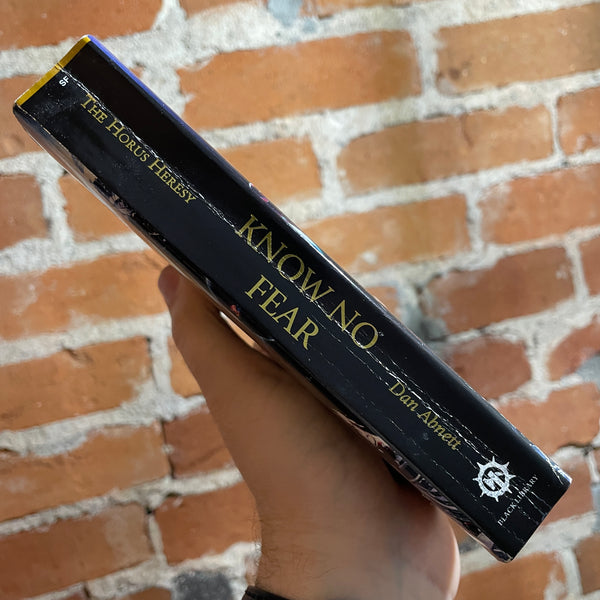 SF
THE HORUS HERESY
KNOW NO
FEAR
Dan Abnett
BLACK LIBRARY